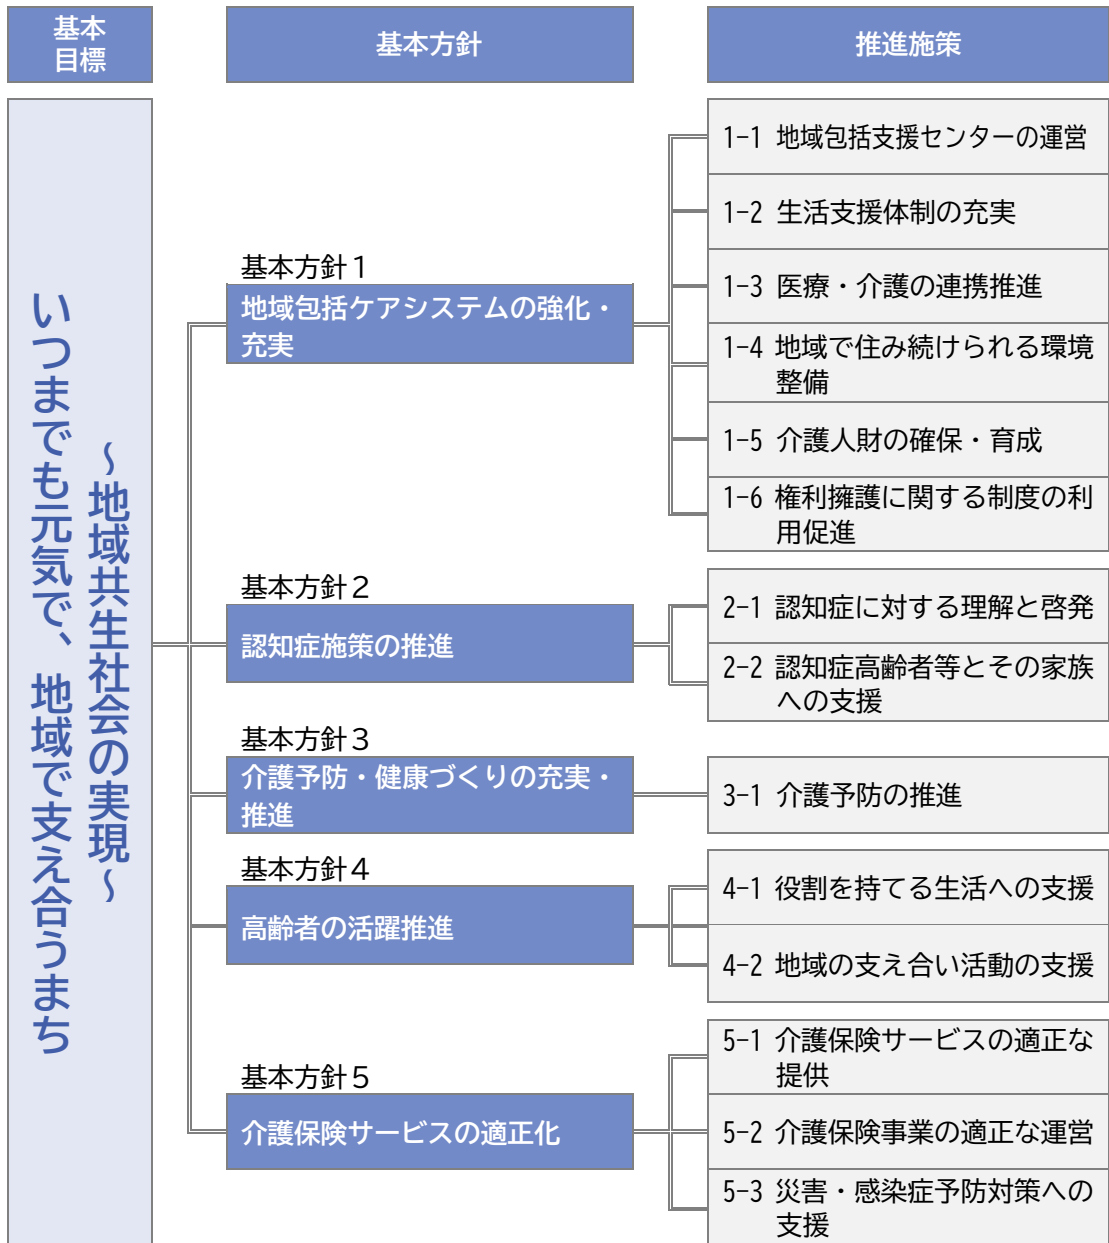 基本
目標
基本方針
推進施策
いつまでも元気で、地域で支え合うまち
～地域共生社会の実現～
基本方針１
地域包括ケアシステムの強化・
充実
1-1 地域包括支援センターの運営
1-2 生活支援体制の充実
1-3 医療・介護の連携推進
1-4 地域で住み続けられる環境
整備
1-5 介護人財の確保・育成
1-6 権利擁護に関する制度の利
用促進
基本方針２
認知症施策の推進
2-1 認知症に対する理解と啓発
2-2 認知症高齢者等とその家族
への支援
基本方針３
介護予防・健康づくりの充実・
推進
3-1 介護予防の推進
基本方針４
高齢者の活躍推進
4-1 役割を持てる生活への支援
4-2 地域の支え合い活動の支援
基本方針５
介護保険サービスの適正化
5-1 介護保険サービスの適正な
提供
5-2 介護保険事業の適正な運営
5-3 災害・感染症予防対策への
支援